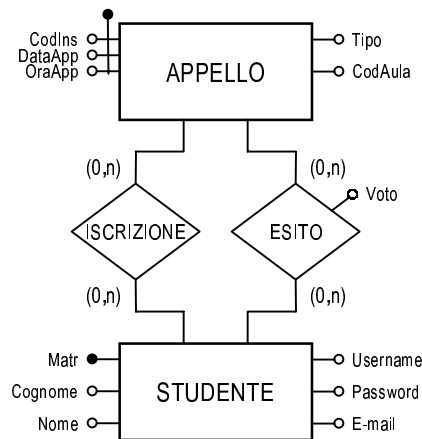 CodIns
DataApp
OraApp
APPELLO
Tipo
CodAula
(0,n)
(0,n)
Voto
ISCRIZIONE
ESITO
(0,n)
(0,n)
Matr
Cognome
Nome
STUDENTE
Username
Password
E-mail